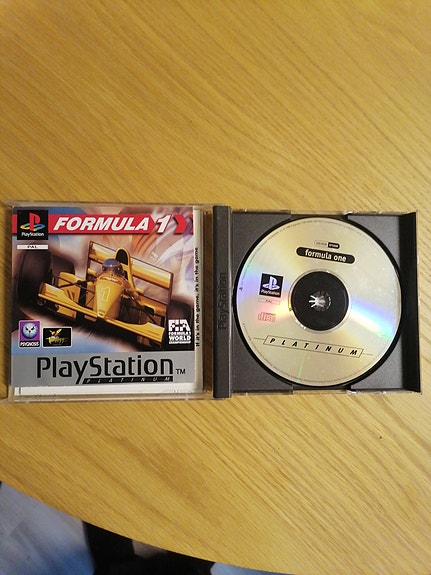 PlayStation
PAL
FORMULA 1
If it's in the game, it's in the game
PSYGNOSIS
FIA
FORMULA 1
WORLD
CHAMPIONSHIP
PlayStation™
PLATINUM
PlayStation
formula one
PlayStation
PAL
PLATINUM